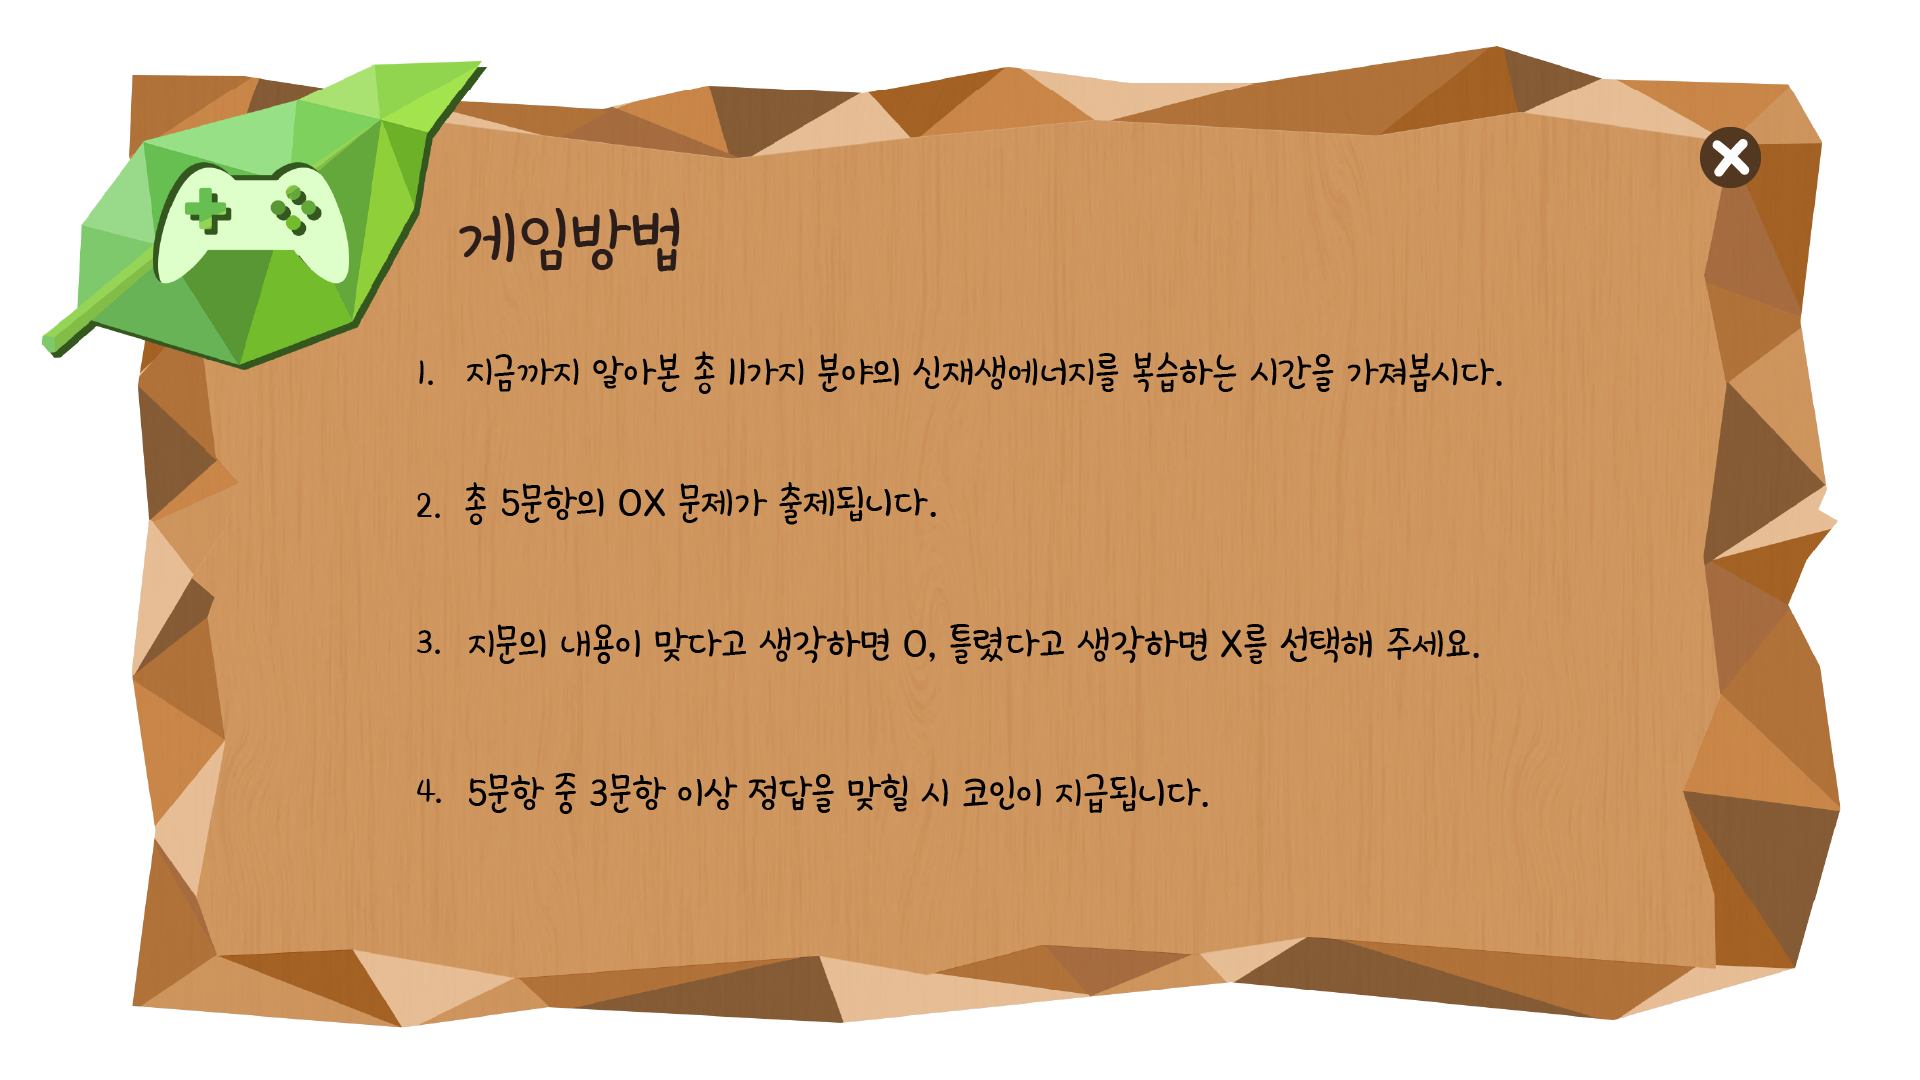 게임방법
1. 지금까지 알아본 총 11가지 분야의 신재생에너지를 복습하는 시간을 가져봅시다.
2. 총 5문항의 OX 문제가 출제됩니다.
3. 지문의 내용이 맞다고 생각하면 O, 틀렸다고 생각하면 X를 선택해 주세요.
4. 5문항 중 3문항 이상 정답을 맞힐 시 코인이 지급됩니다.